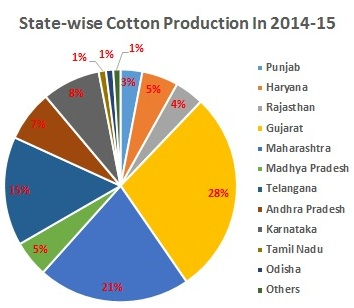 State-wise Cotton Production In 2014-15
1%
1%
1%
3%
5%
4%
28%
21%
5%
15%
7%
8%
Punjab
Haryana
Rajasthan
Gujarat
Maharashtra
Madhya Pradesh
Telangana
Andhra Pradesh
Karnataka
Tamil Nadu
Odisha
Others